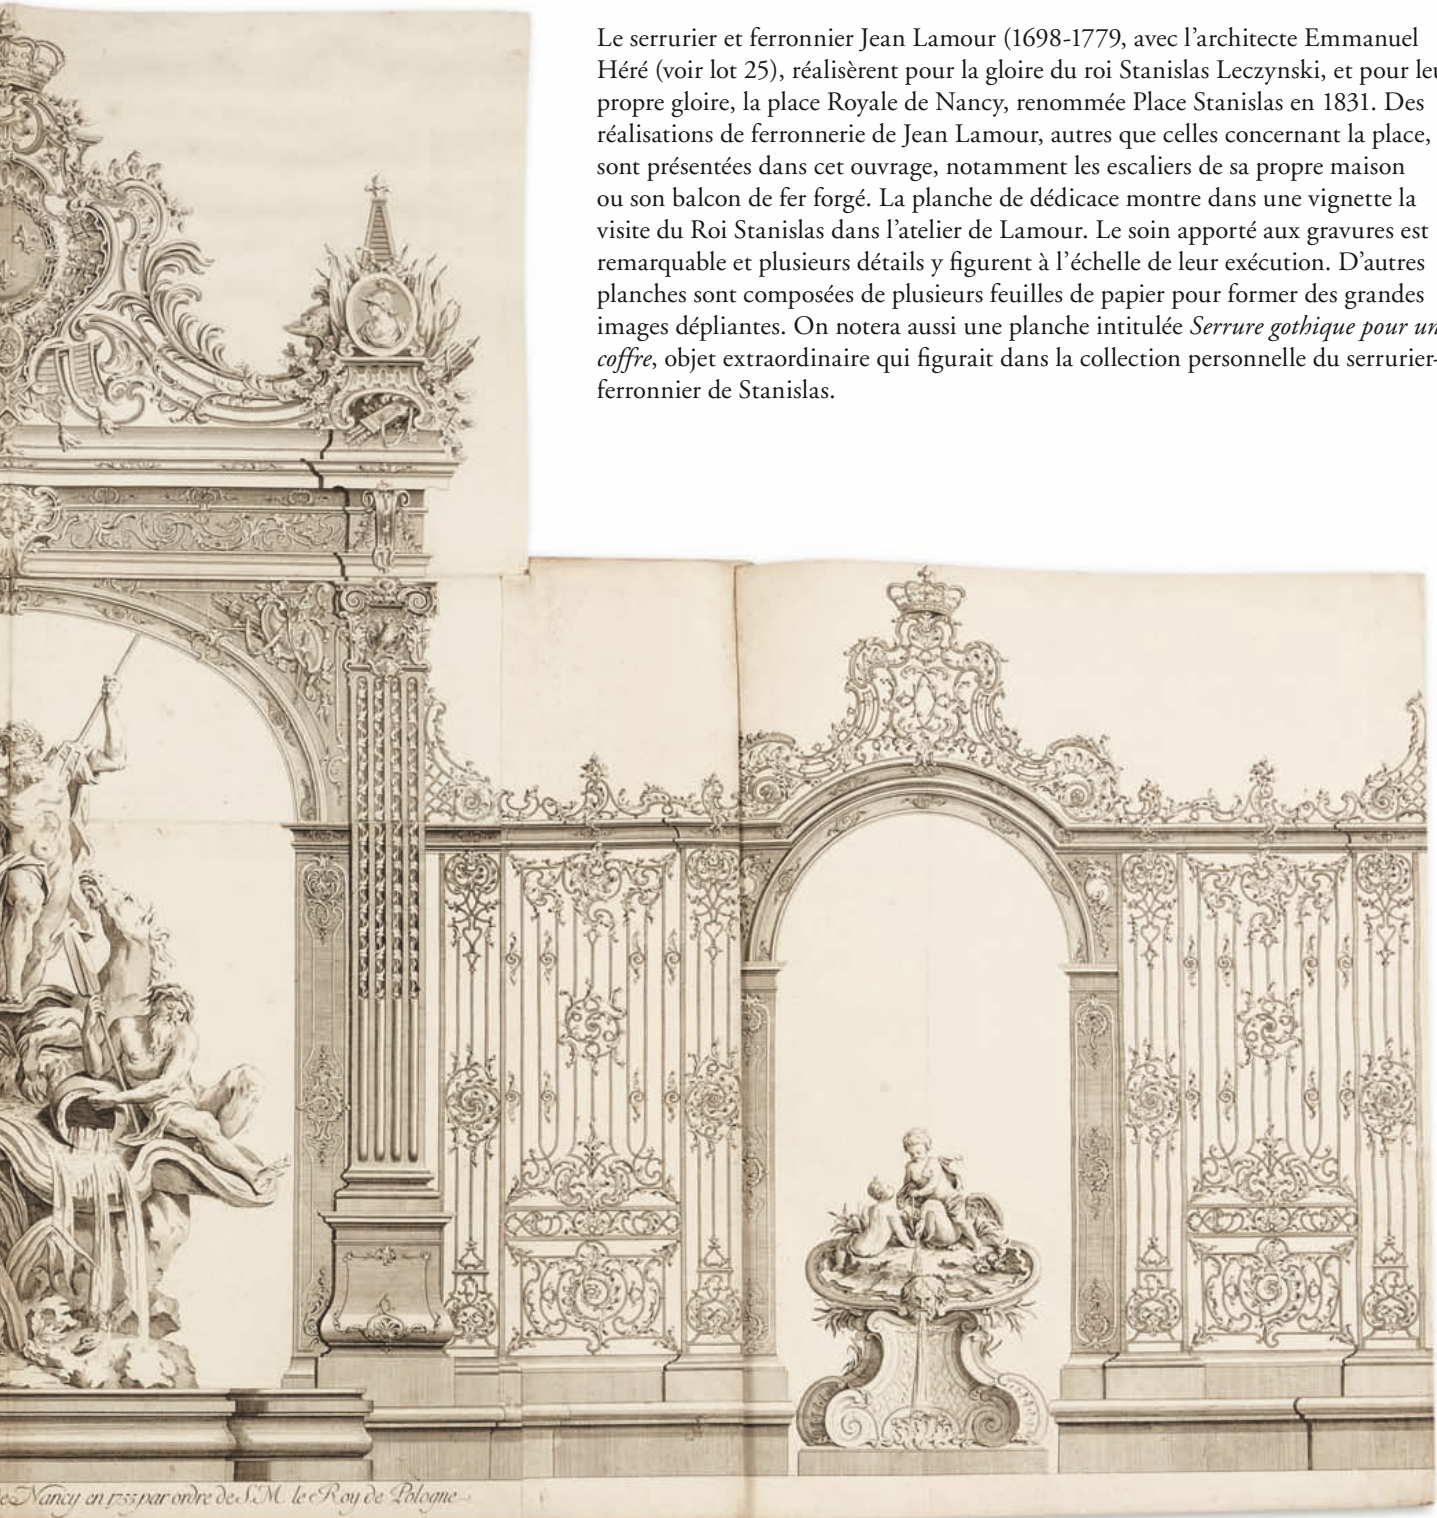 Le serrurier et ferronnier Jean Lamour (1698-1779, avec l’architecte Emmanuel
Héré (voir lot 25), réalisèrent pour la gloire du roi Stanislas Leczynski, et pour leu
propre gloire, la place Royale de Nancy, renommée Place Stanislas en 1831. Des
réalisations de ferronnerie de Jean Lamour, autres que celles concernant la place,
sont présentées dans cet ouvrage, notamment les escaliers de sa propre maison
ou son balcon de fer forgé. La planche de dédicace montre dans une vignette la
visite du Roi Stanislas dans l’atelier de Lamour. Le soin apporté aux gravures est
remarquable et plusieurs détails y figurent à l’échelle de leur exécution. D’autres
planches sont composées de plusieurs feuilles de papier pour former des grandes
images dépliantes. On notera aussi une planche intitulée Serrure gothique pour un
coffre, objet extraordinaire qui figurait dans la collection personnelle du serrurier-
ferronnier de Stanislas.
de Nancy en 1755 par ordre de S.M. le Roy de Pologne